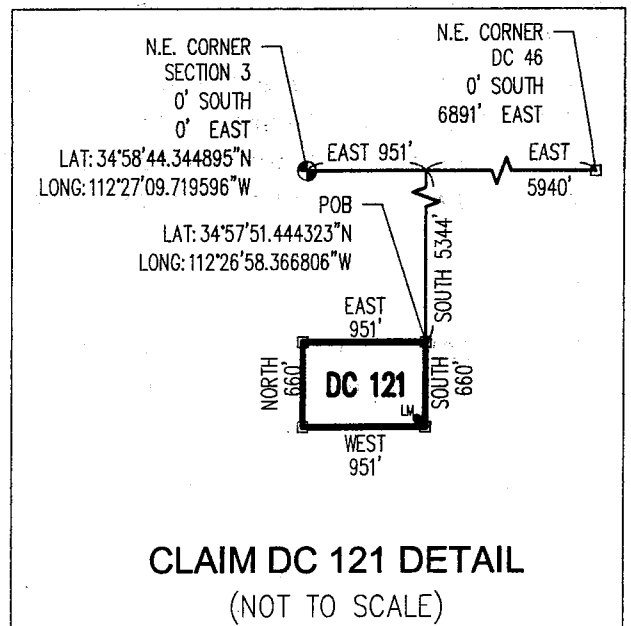 N.E. CORNER
SECTION 3
0' SOUTH
0' EAST
LAT: 34°58'44.344895"N
LONG: 112°27'09.719596"W
N.E. CORNER
DC 46
0' SOUTH
6891' EAST
EAST 951'
EAST
5940'
POB
LAT: 34°57'51.444323"N
LONG: 112°26'58.366806"W
SOUTH 5344'
EAST
951'
NORTH
660'
DC 121
LM
SOUTH
660'
WEST
951'
CLAIM DC 121 DETAIL
(NOT TO SCALE)